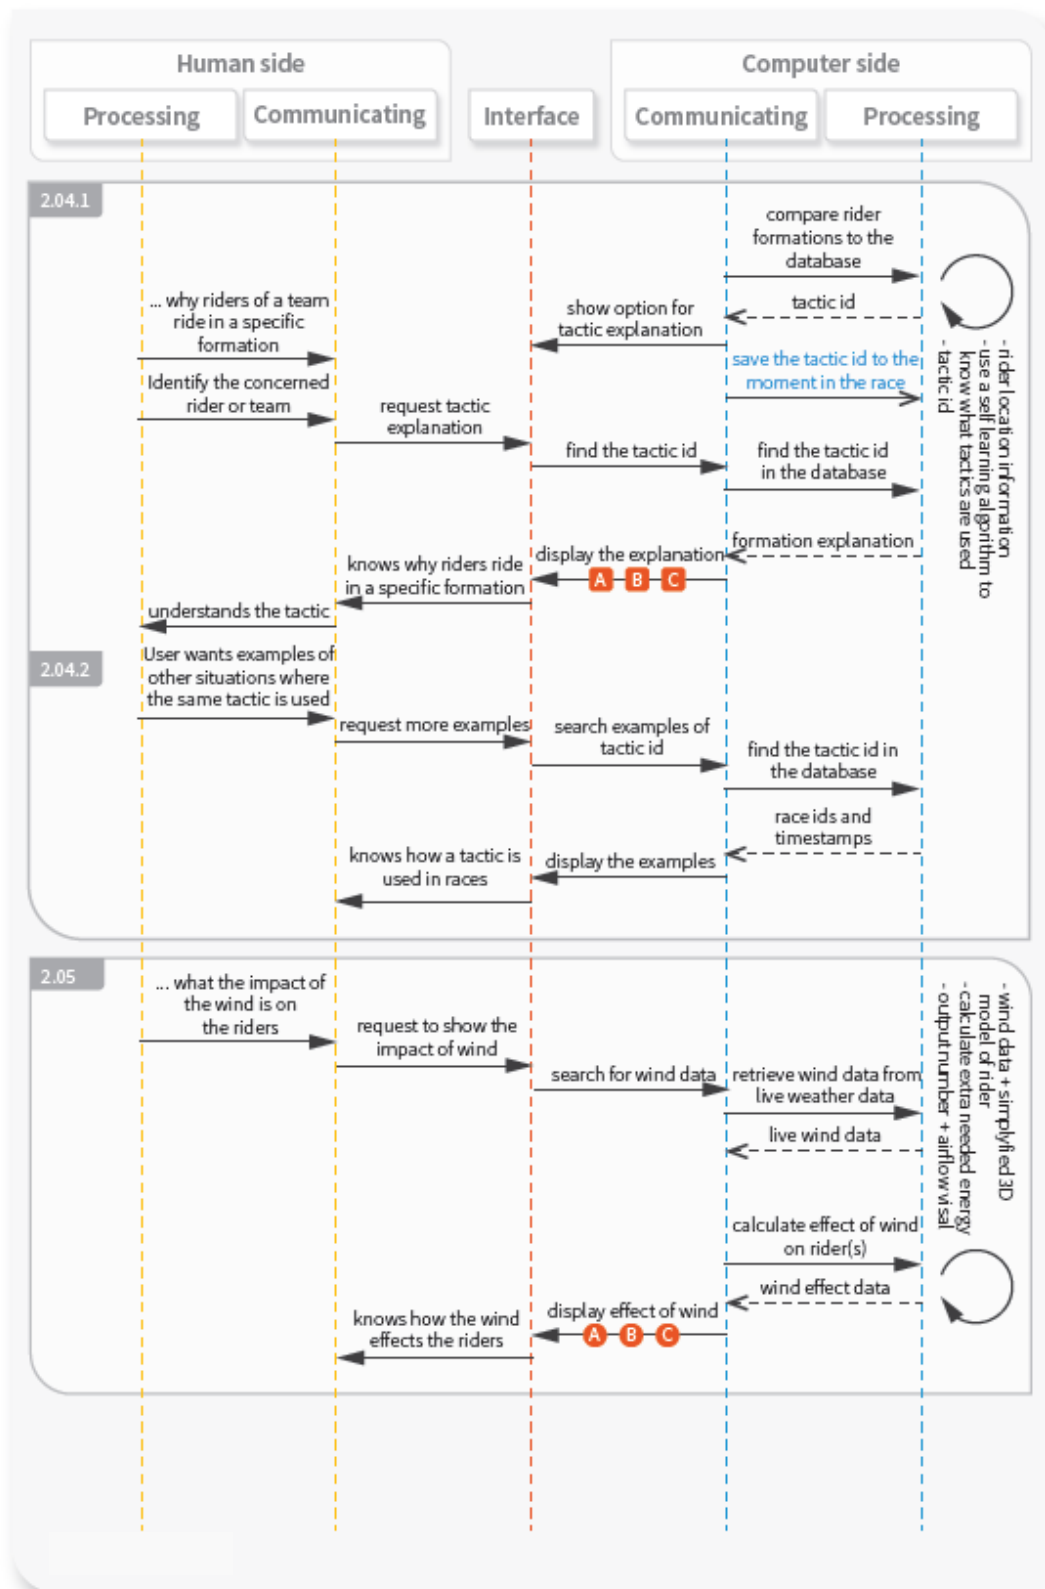 Human side
Computer side
Processing
Communicating
Interface
Communicating
Processing
2.04.1
compare rider
formations to the
database
... why riders of a team
ride in a specific
formation
show option for
tactic explanation
tactic id
save the tactic id to the
moment in the race
Identify the concerned
rider or team
request tactic
explanation
find the tactic id
find the tactic id
in the database
- rider location information
- use a self learning algorithm to
know what tactics are used
- tactic id
formation explanation
display the explanation
A B C
knows why riders ride
in a specific formation
understands the tactic
2.04.2
User wants examples of
other situations where
the same tactic is used
request more examples
search examples of
tactic id
find the tactic id in
the database
race ids and
timestamps
display the examples
knows how a tactic is
used in races
2.05
... what the impact of
the wind is on
the riders
request to show the
impact of wind
search for wind data
retrieve wind data from
live weather data
live wind data
- wind data + simplyfied 3D
model of rider
- calculate extra needed energy
- output number + airflow visal
calculate effect of wind
on rider(s)
wind effect data
display effect of wind
A B C
knows how the wind
effects the riders